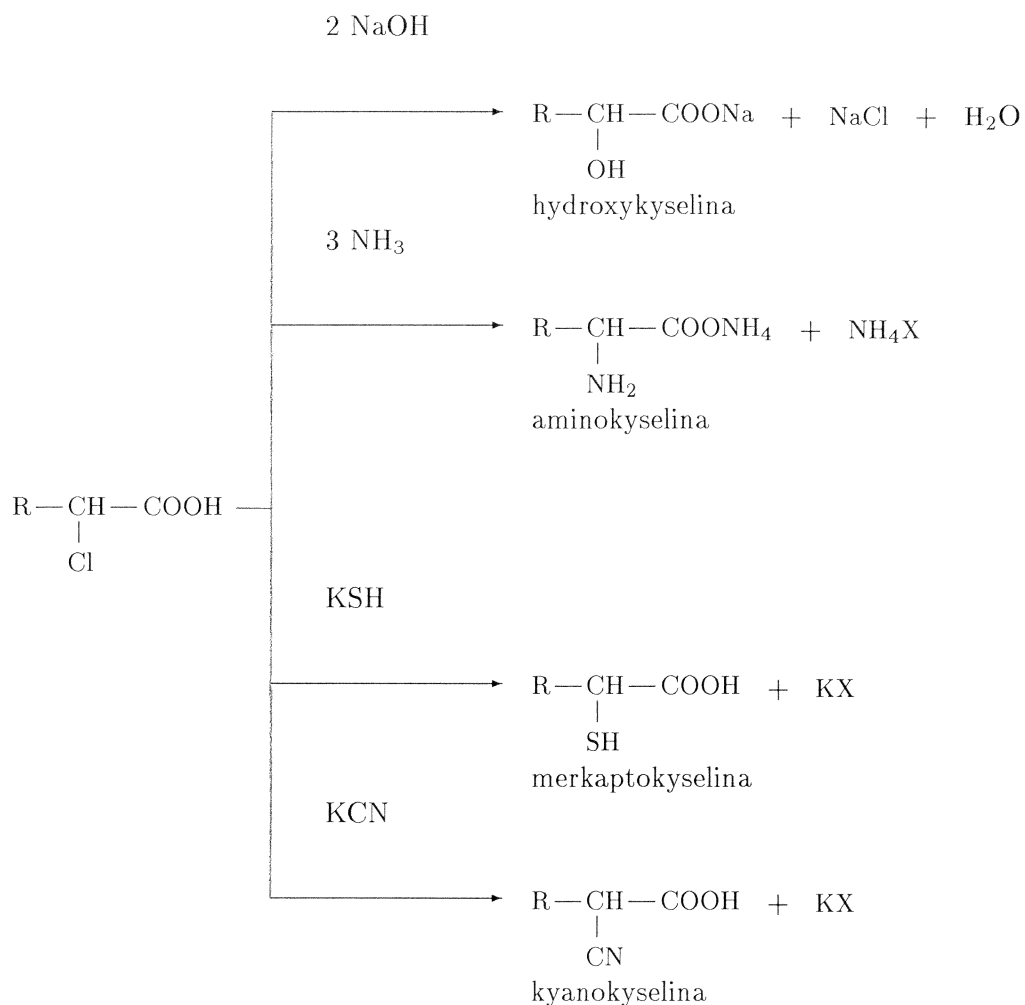 2 NaOH
R—CH—COONa + NaCl + H₂O
OH
hydroxykyselina
3 NH₃
R—CH—COONH₄ + NH₄X
NH₂
aminokyselina
R—CH—COOH
Cl
KSH
R—CH—COOH + KX
SH
merkaptokyselina
KCN
R—CH—COOH + KX
CN
kyanokyselina